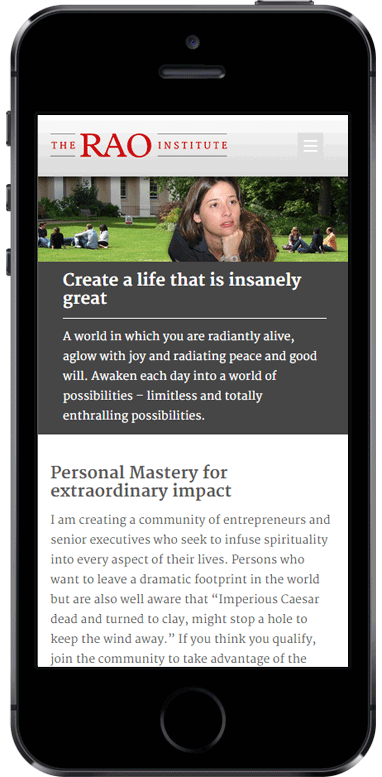 THE RAO INSTITUTE
Create a life that is insanely
great
A world in which you are radiantly alive,
aglow with joy and radiating peace and good
will. Awaken each day into a world of
possibilities – limitless and totally
enthralling possibilities.
Personal Mastery for
extraordinary impact
I am creating a community of entrepreneurs and
senior executives who seek to infuse spirituality
into every aspect of their lives. Persons who
want to leave a dramatic footprint in the world
but are also well aware that “Imperious Caesar
dead and turned to clay, might stop a hole to
keep the wind away.” If you think you qualify,
join the community to take advantage of the